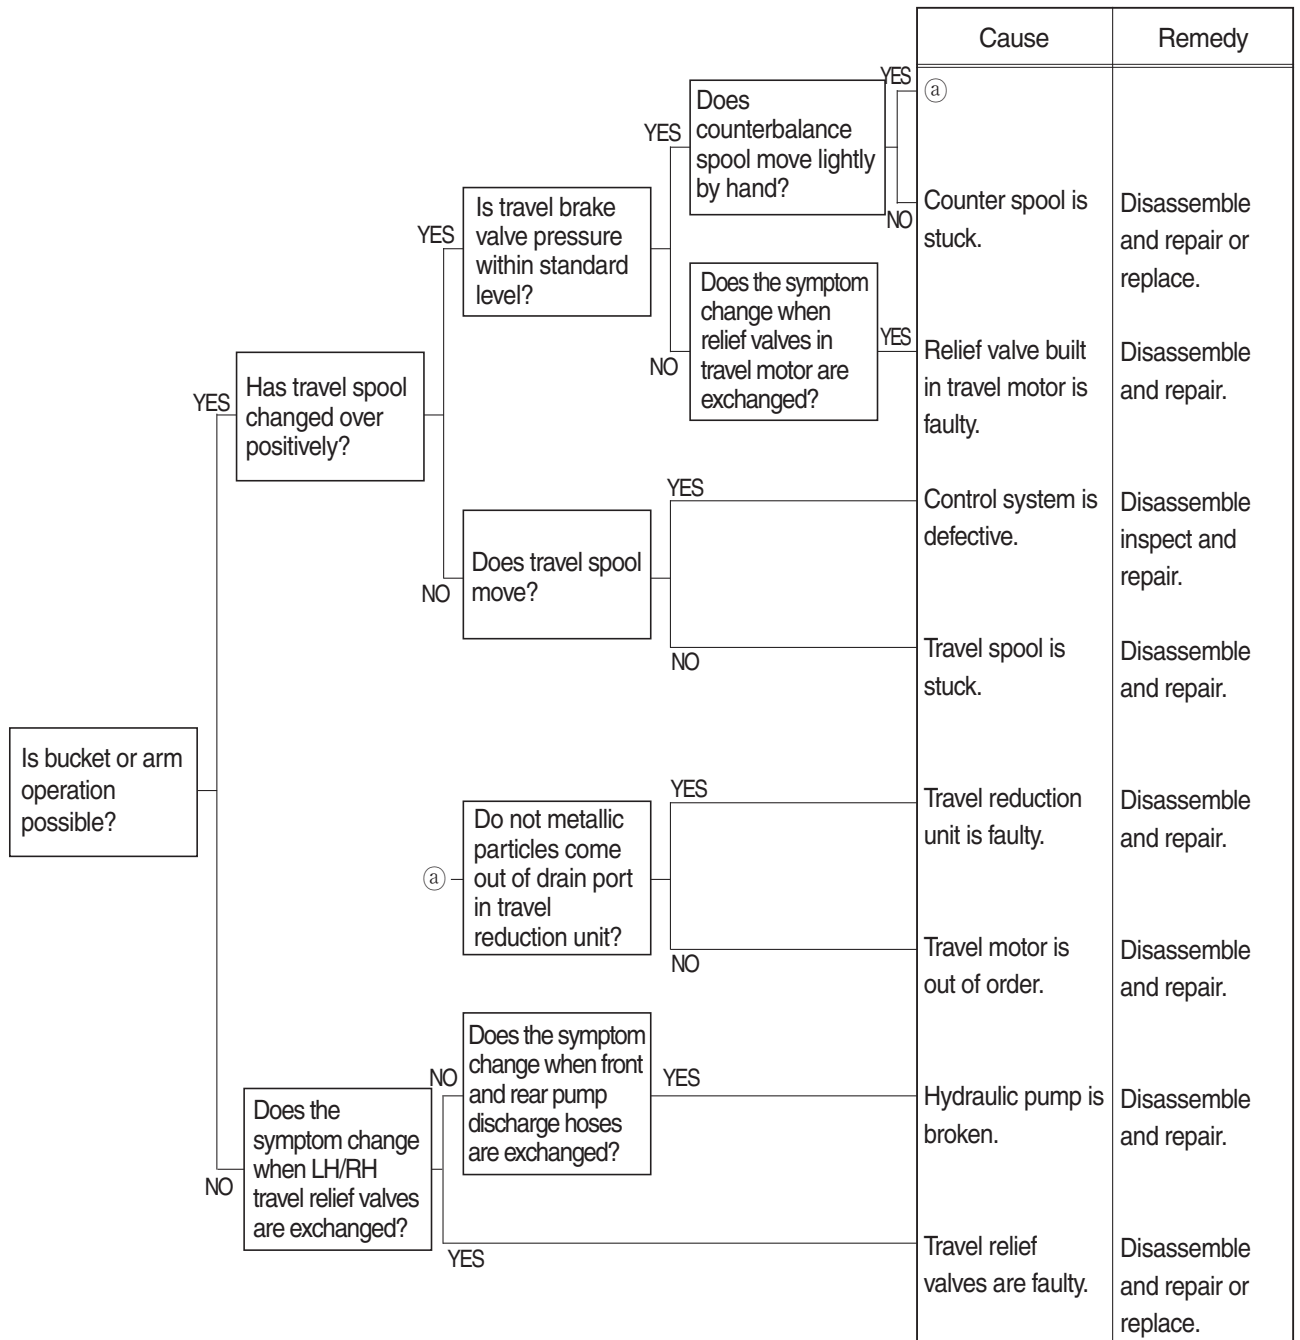 Cause
Remedy
YES
ⓐ
Does
counterbalance
spool move lightly
by hand?
YES
NO
Counter spool is
stuck.
Disassemble
and repair or
replace.
Is travel brake
valve pressure
within standard
level?
YES
Does the symptom
change when
relief valves in
travel motor are
exchanged?
NO
YES
Relief valve built
in travel motor is
faulty.
Disassemble
and repair.
Has travel spool
changed over
positively?
YES
Does travel spool
move?
NO
YES
Control system is
defective.
Disassemble
inspect and
repair.
NO
Travel spool is
stuck.
Disassemble
and repair.
Is bucket or arm
operation
possible?
ⓐ
Do not metallic
particles come
out of drain port
in travel
reduction unit?
YES
Travel reduction
unit is faulty.
Disassemble
and repair.
NO
Travel motor is
out of order.
Disassemble
and repair.
NO
Does the
symptom change
when LH/RH
travel relief valves
are exchanged?
NO
Does the symptom
change when front
and rear pump
discharge hoses
are exchanged?
YES
Hydraulic pump is
broken.
Disassemble
and repair.
YES
Travel relief
valves are faulty.
Disassemble
and repair or
replace.